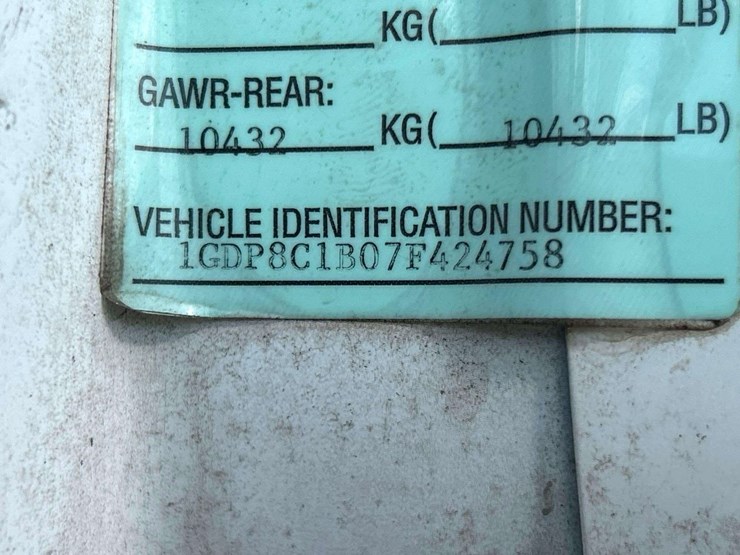 KG( LB)
GAWR-REAR:
10432 KG( 10432 LB)
VEHICLE IDENTIFICATION NUMBER:
1GDP8C1B07F424758